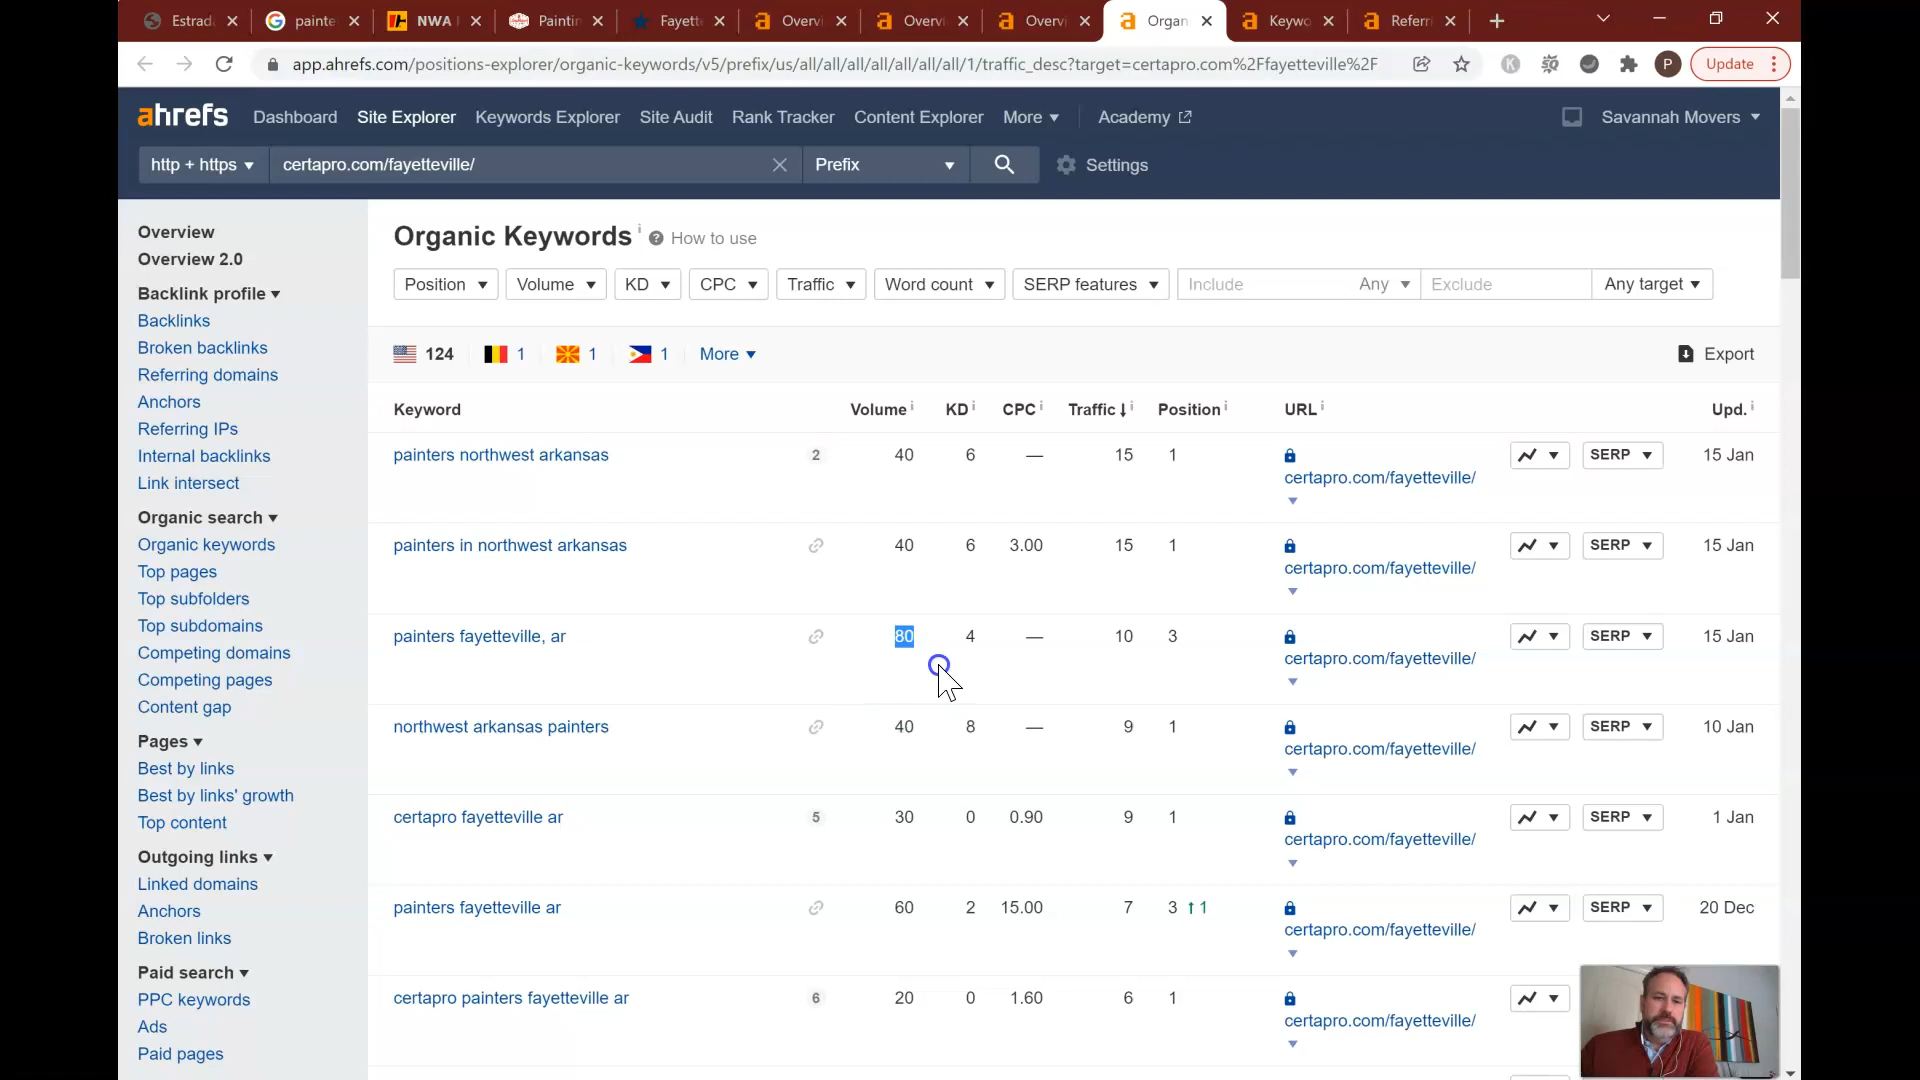 Estrad
painte
NWA
Paintin
Fayett
Overvi
Overvi
Overvi
Organ
Keywo
Referri
app.ahrefs.com/positions-explorer/organic-keywords/v5/prefix/us/all/all/all/all/all/all/all/1/traffic_desc?target=certapro.com%2Ffayetteville%2F
K
P
Update
ahrefs Dashboard Site Explorer Keywords Explorer Site Audit Rank Tracker Content Explorer More Academy Savannah Movers
http + https certapro.com/fayetteville/ Prefix Settings
Overview
Overview 2.0
Backlink profile
Backlinks
Broken backlinks
Referring domains
Anchors
Referring IPs
Internal backlinks
Link intersect
Organic search
Organic keywords
Top pages
Top subfolders
Top subdomains
Competing domains
Competing pages
Content gap
Pages
Best by links
Best by links' growth
Top content
Outgoing links
Linked domains
Anchors
Broken links
Paid search
PPC keywords
Ads
Paid pages
Organic Keywords i ? How to use
Position Volume KD CPC Traffic Word count SERP features Include Any Exclude Any target
124 1 1 1 More Export
Keyword Volume i KD i CPC i Traffic i Position i URL i Upd. i
painters northwest arkansas 2 40 6 — 15 1 certapro.com/fayetteville/ SERP 15 Jan
painters in northwest arkansas 40 6 3.00 15 1 certapro.com/fayetteville/ SERP 15 Jan
painters fayetteville, ar 80 4 — 10 3 certapro.com/fayetteville/ SERP 15 Jan
northwest arkansas painters 40 8 — 9 1 certapro.com/fayetteville/ SERP 10 Jan
certapro fayetteville ar 5 30 0 0.90 9 1 certapro.com/fayetteville/ SERP 1 Jan
painters fayetteville ar 60 2 15.00 7 3 ↑1 certapro.com/fayetteville/ SERP 20 Dec
certapro painters fayetteville ar 6 20 0 1.60 6 1 certapro.com/fayetteville/